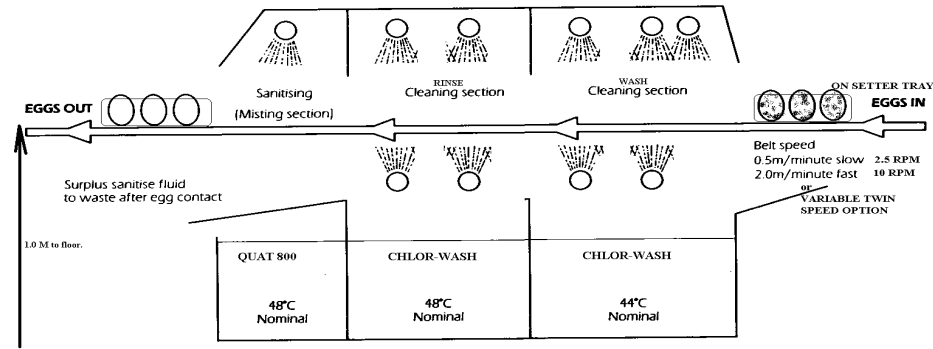 Sanitising
(Misting section)
RINSE
Cleaning section
WASH
Cleaning section
ON SETTER TRAY
EGGS OUT
EGGS IN
Belt speed
0.5m/minute slow 2.5 RPM
2.0m/minute fast 10 RPM
or
VARIABLE TWIN
SPEED OPTION
Surplus sanitise fluid
to waste after egg contact
1.0 M to floor.
QUAT 800
48°C
Nominal
CHLOR-WASH
48°C
Nominal
CHLOR-WASH
44°C
Nominal